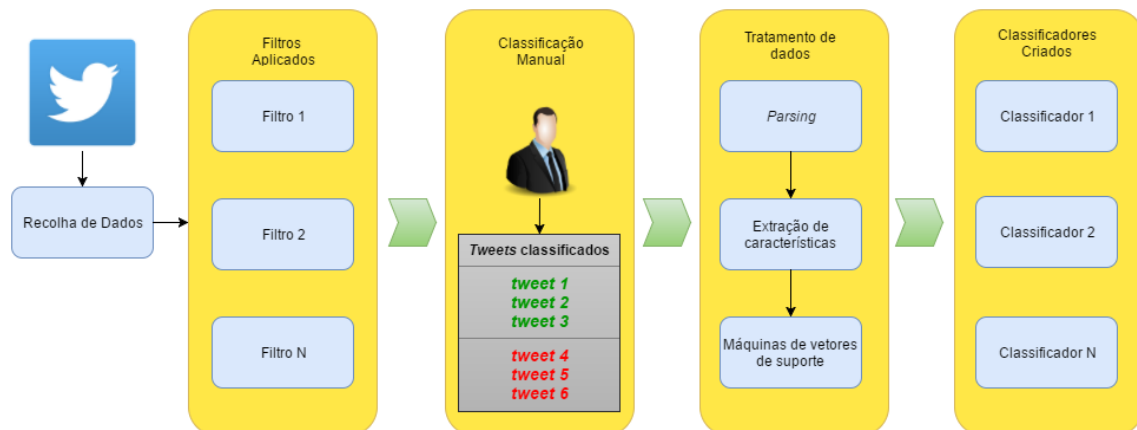 Recolha de Dados
Filtros
Aplicados
Filtro 1
Filtro 2
Filtro N
Classificação
Manual
Tweets classificados
tweet 1
tweet 2
tweet 3
tweet 4
tweet 5
tweet 6
Tratamento de
dados
Parsing
Extração de
características
Máquinas de vetores
de suporte
Classificadores
Criados
Classificador 1
Classificador 2
Classificador N